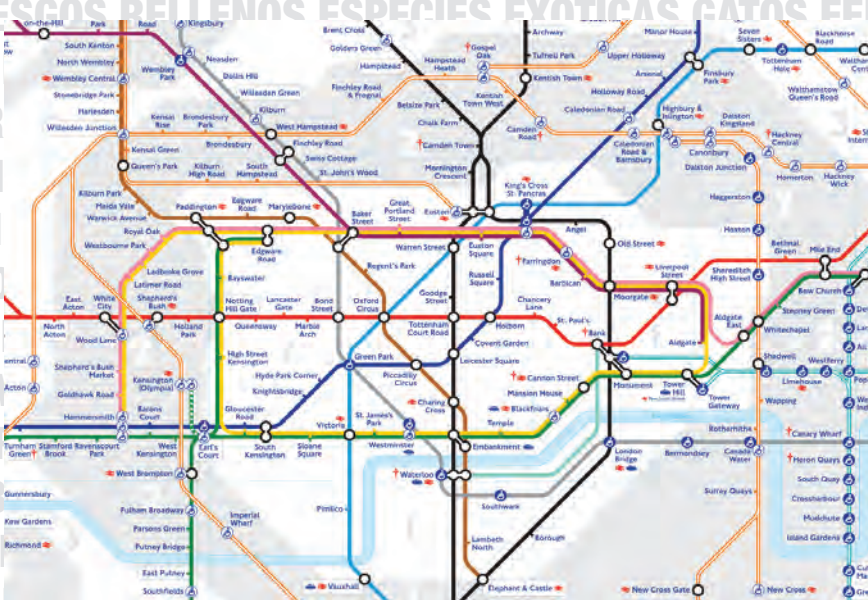 ESCOS RELLENOS ESPECIES EXÓTICAS GATOS
on-the-Hill
Park
Road
Kingsbury
South Kenton
North Wembley
Wembley Central
Stonebridge Park
Harlesden
Willesden Junction
Kensal Green
Queen's Park
Kilburn Park
Maida Vale
Warwick Avenue
Royal Oak
Westbourne Park
Ladbroke Grove
Latimer Road
Wembley
Park
Neasden
Dollis Hill
Willesden Green
Kilburn
West Hampstead
Finchley Road
Swiss Cottage
St. John's Wood
Kensal
Rise
Brondesbury
Park
Brondesbury
Kilburn
High Road
South
Hampstead
Brent Cross
Golders Green
Hampstead
Hampstead
Heath
Finchley Road
& Frognal
Belsize Park
Chalk Farm
Camden Town
Mornington
Crescent
Gospel
Oak
Kentish
Town West
Camden
Road
Archway
Tufnell Park
Kentish Town
Upper Holloway
Manor House
Arsenal
Holloway Road
Caledonian Road
Finsbury
Park
Seven
Sisters
Tottenham
Hale
Blackhorse
Road
Walthamstow
Queen's Road
Highbury &
Islington
Caledonian
Road &
Barnsbury
Canonbury
Dalston
Kingsland
Dalston Junction
Hackney
Central
Homerton
Hackney
Wick
Haggerston
Hoxton
Shoreditch
High Street
Bethnal
Green
Mile End
Bow Church
Stepney Green
Whitechapel
Paddington
Edgware
Road
Marylebone
Baker
Street
Great
Portland
Street
Euston
King's Cross
St. Pancras
Warren Street
Euston
Square
Angel
Old Street
Farringdon
Barbican
Moorgate
Liverpool
Street
Aldgate
East
Aldgate
Edgware
Road
Bayswater
Regent's Park
Goodge
Street
Russell
Square
Chancery
Lane
St. Paul's
Bank
East
Acton
White
City
Shepherd's
Bush
North
Acton
Holland
Park
Wood Lane
Notting
Hill Gate
Lancaster
Gate
Bond
Street
Oxford
Circus
Queensway
Marble
Arch
Tottenham
Court Road
Holborn
Covent Garden
Leicester Square
Shepherd's Bush
Market
Goldhawk Road
Hammersmith
Kensington
(Olympia)
High Street
Kensington
Hyde Park Corner
Knightsbridge
Green Park
Piccadilly
Circus
Charing
Cross
Cannon Street
Mansion House
Blackfriars
Temple
Monument
Tower
Hill
Tower
Gateway
Shadwell
Westferry
Limehouse
Wapping
Acton
Barons
Court
Gloucester
Road
Victoria
St. James's
Park
Westminster
Embankment
Green
Stamford
Brook
Ravenscourt
Park
West
Kensington
Earl's
Court
South
Kensington
Sloane
Square
Waterloo
Southwark
London
Bridge
Bermondsey
Canada
Water
Rotherhithe
Canary Wharf
Heron Quays
South Quay
Crossharbour
Mudchute
Island Gardens
Surrey Quays
West Brompton
Fulham Broadway
Parsons Green
Putney Bridge
East Putney
Southfields
Imperial
Wharf
Gunnersbury
Kew Gardens
Richmond
Pimlico
Vauxhall
Lambeth
North
Borough
Elephant & Castle
New Cross Gate
New Cross